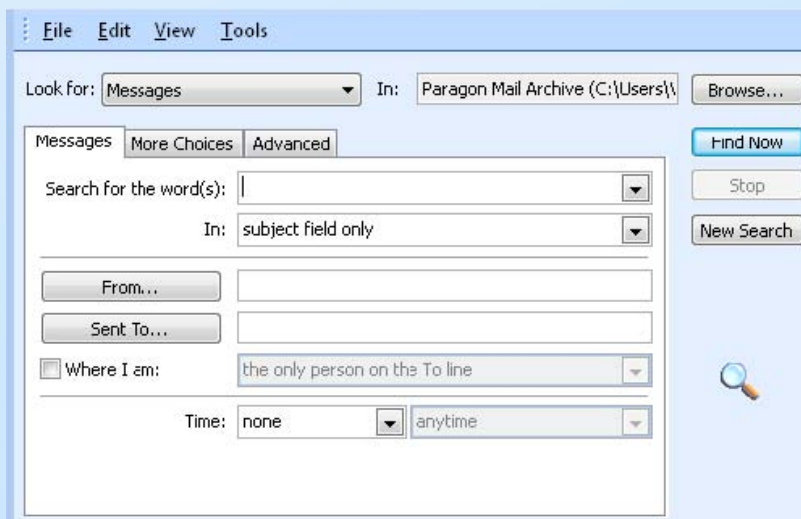 File Edit View Tools
Look for: Messages In: Paragon Mail Archive (C:\Users\\ Browse...
Messages More Choices Advanced Find Now
Search for the word(s): Stop
In: subject field only New Search
From...
Sent To...
Where I am: the only person on the To line
Time: none anytime